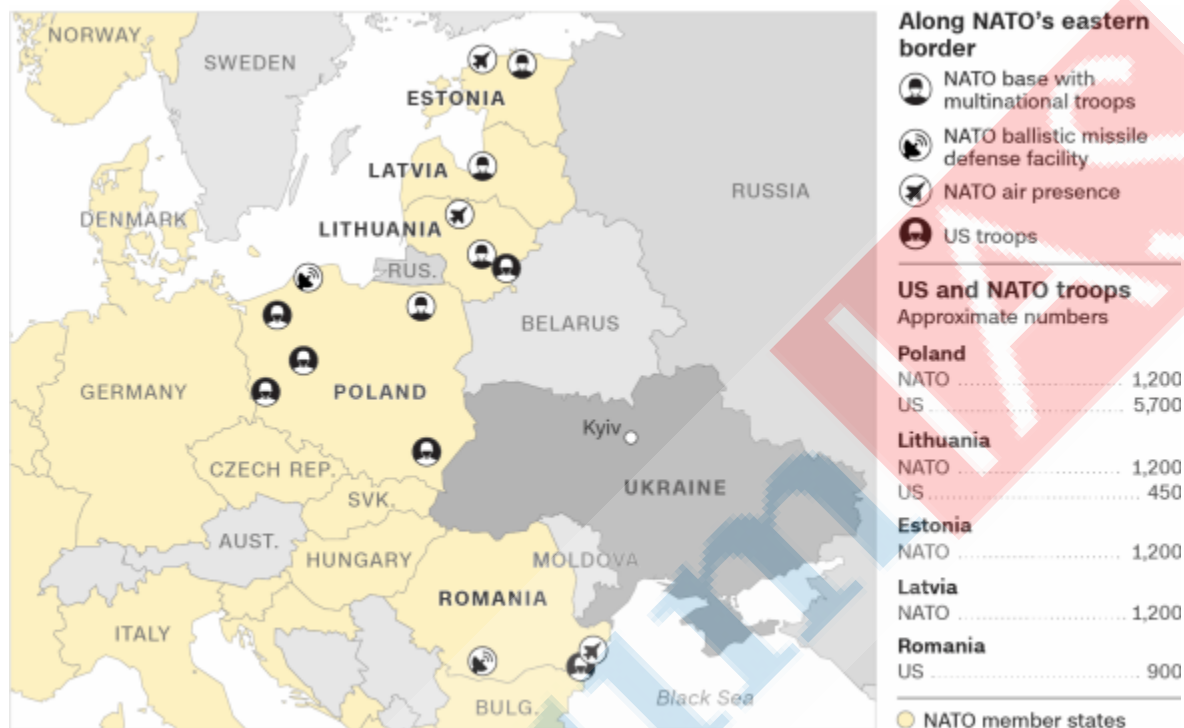 NORWAY
SWEDEN
ESTONIA
LATVIA
RUSSIA
DENMARK
LITHUANIA
RUS.
BELARUS
GERMANY
POLAND
Kyiv
CZECH REP.
UKRAINE
SVK.
AUST.
HUNGARY
MOLDOVA
ROMANIA
ITALY
BULG.
Black Sea
Along NATO's eastern
border
NATO base with
multinational troops
NATO ballistic missile
defense facility
NATO air presence
US troops
US and NATO troops
Approximate numbers
Poland
NATO 1,200
US 5,700
Lithuania
NATO 1,200
US 450
Estonia
NATO 1,200
Latvia
NATO 1,200
Romania
US 900
NATO member states